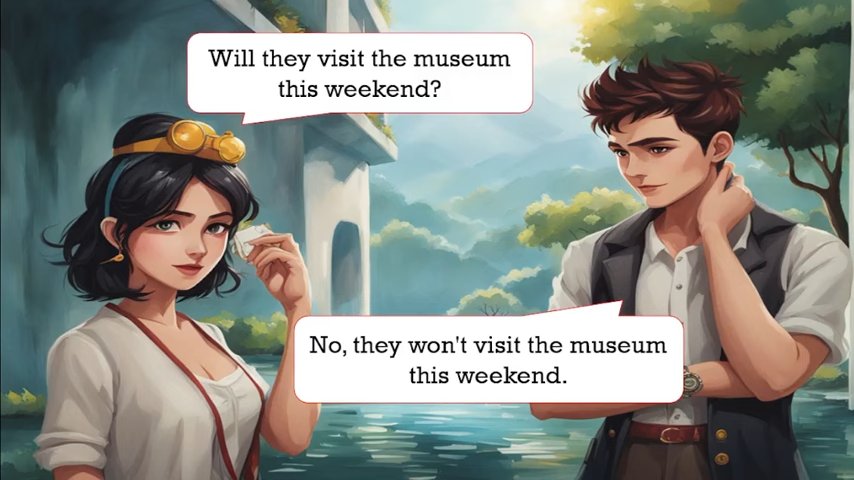 Will they visit the museum
this weekend?
No, they won't visit the museum
this weekend.